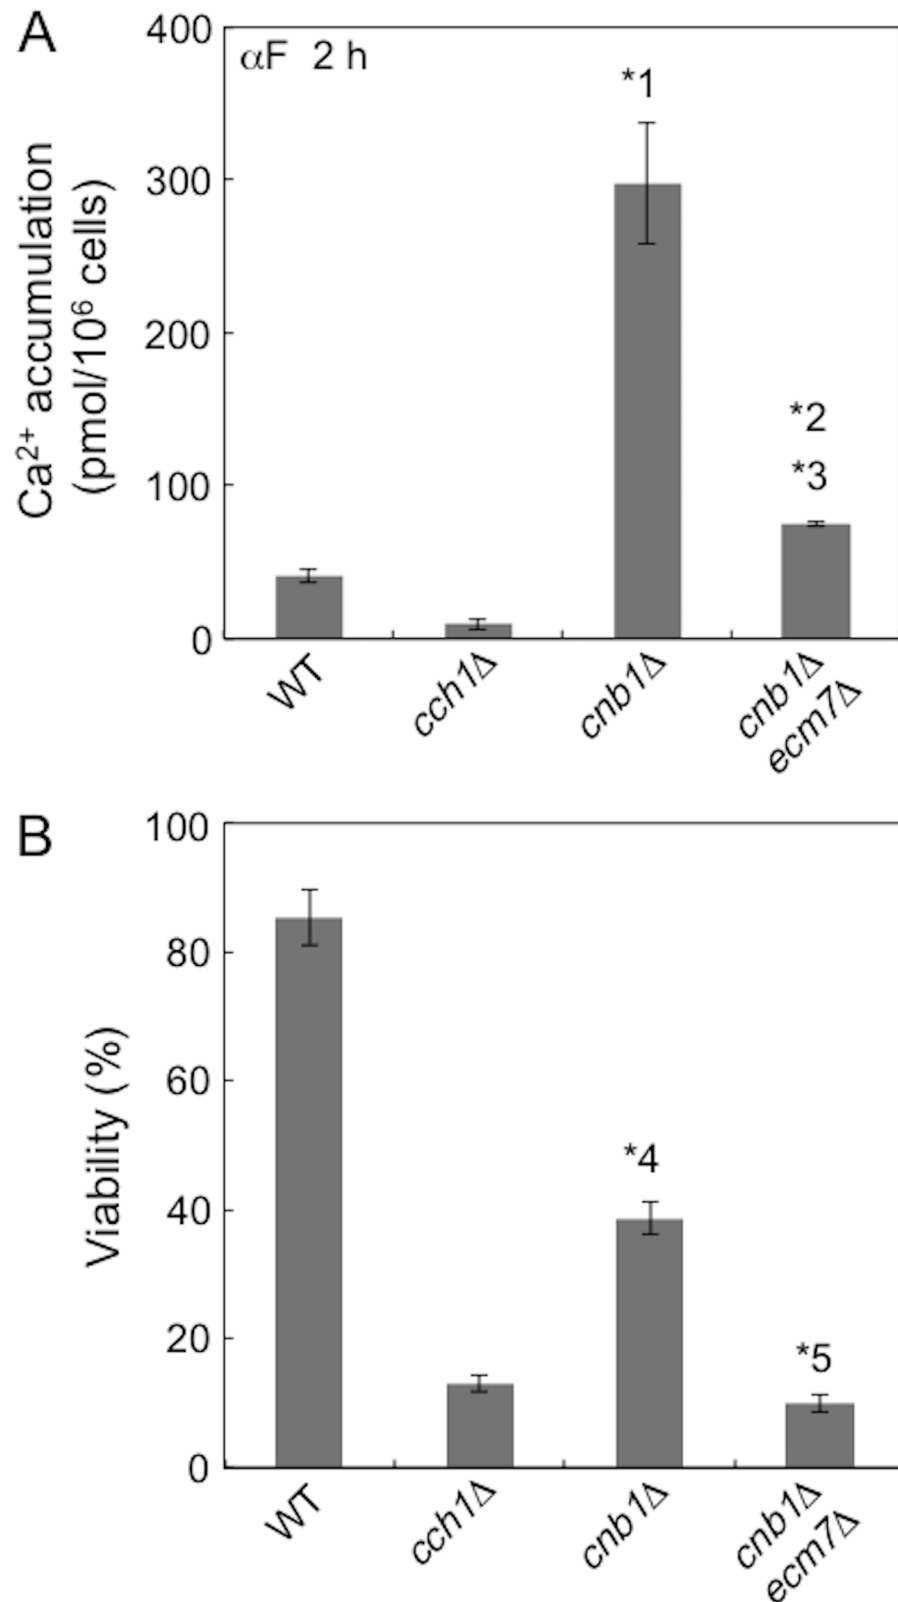 A
αF 2 h
Ca²⁺ accumulation
(pmol/10⁶ cells)
400
300
200
100
0
*1
*2
*3
WT
cch1Δ
cnb1Δ
cnb1Δ
ecm7Δ
B
Viability (%)
100
80
60
40
20
0
*4
*5
WT
cch1Δ
cnb1Δ
cnb1Δ
ecm7Δ